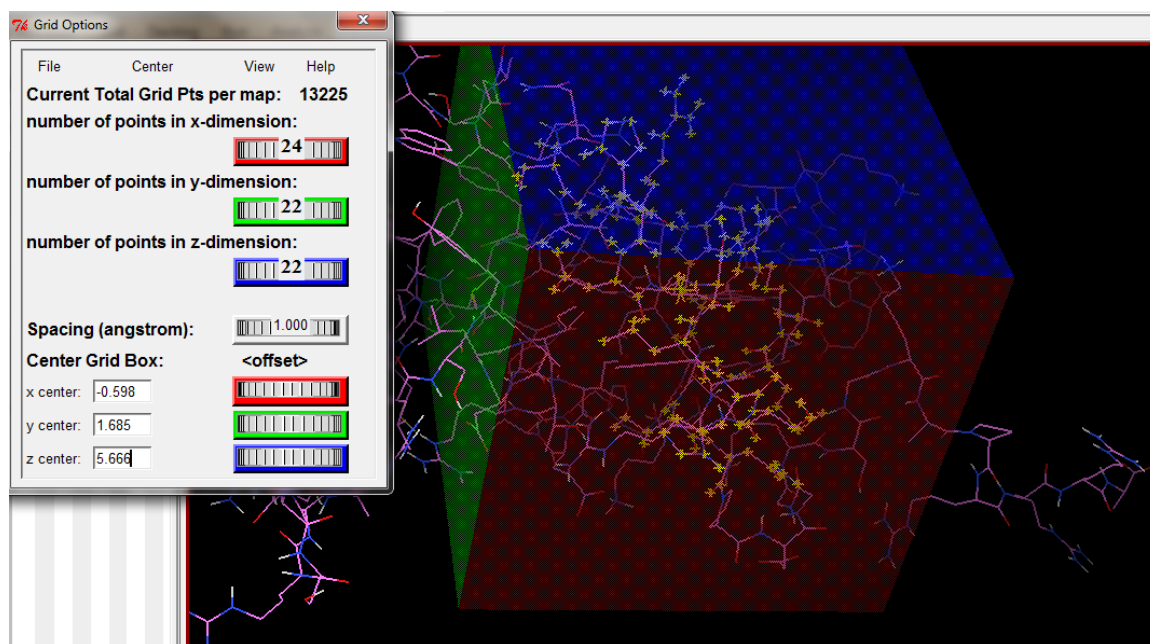 Grid Options
File Center View Help
Current Total Grid Pts per map: 13225
number of points in x-dimension:
24
number of points in y-dimension:
22
number of points in z-dimension:
22
Spacing (angstrom): 1.000
Center Grid Box: <offset>
x center: -0.598
y center: 1.685
z center: 5.666